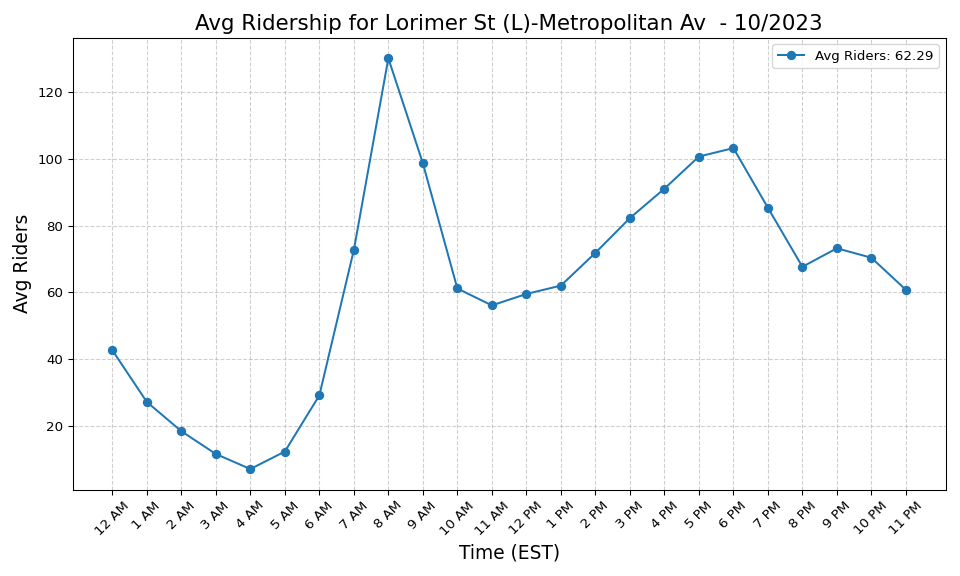 Avg Ridership for Lorimer St (L)-Metropolitan Av  - 10/2023
Avg Riders: 62.29
Avg Riders
120
100
80
60
40
20
12 AM
1 AM
2 AM
3 AM
4 AM
5 AM
6 AM
7 AM
8 AM
9 AM
10 AM
11 AM
12 PM
1 PM
2 PM
3 PM
4 PM
5 PM
6 PM
7 PM
8 PM
9 PM
10 PM
11 PM
Time (EST)